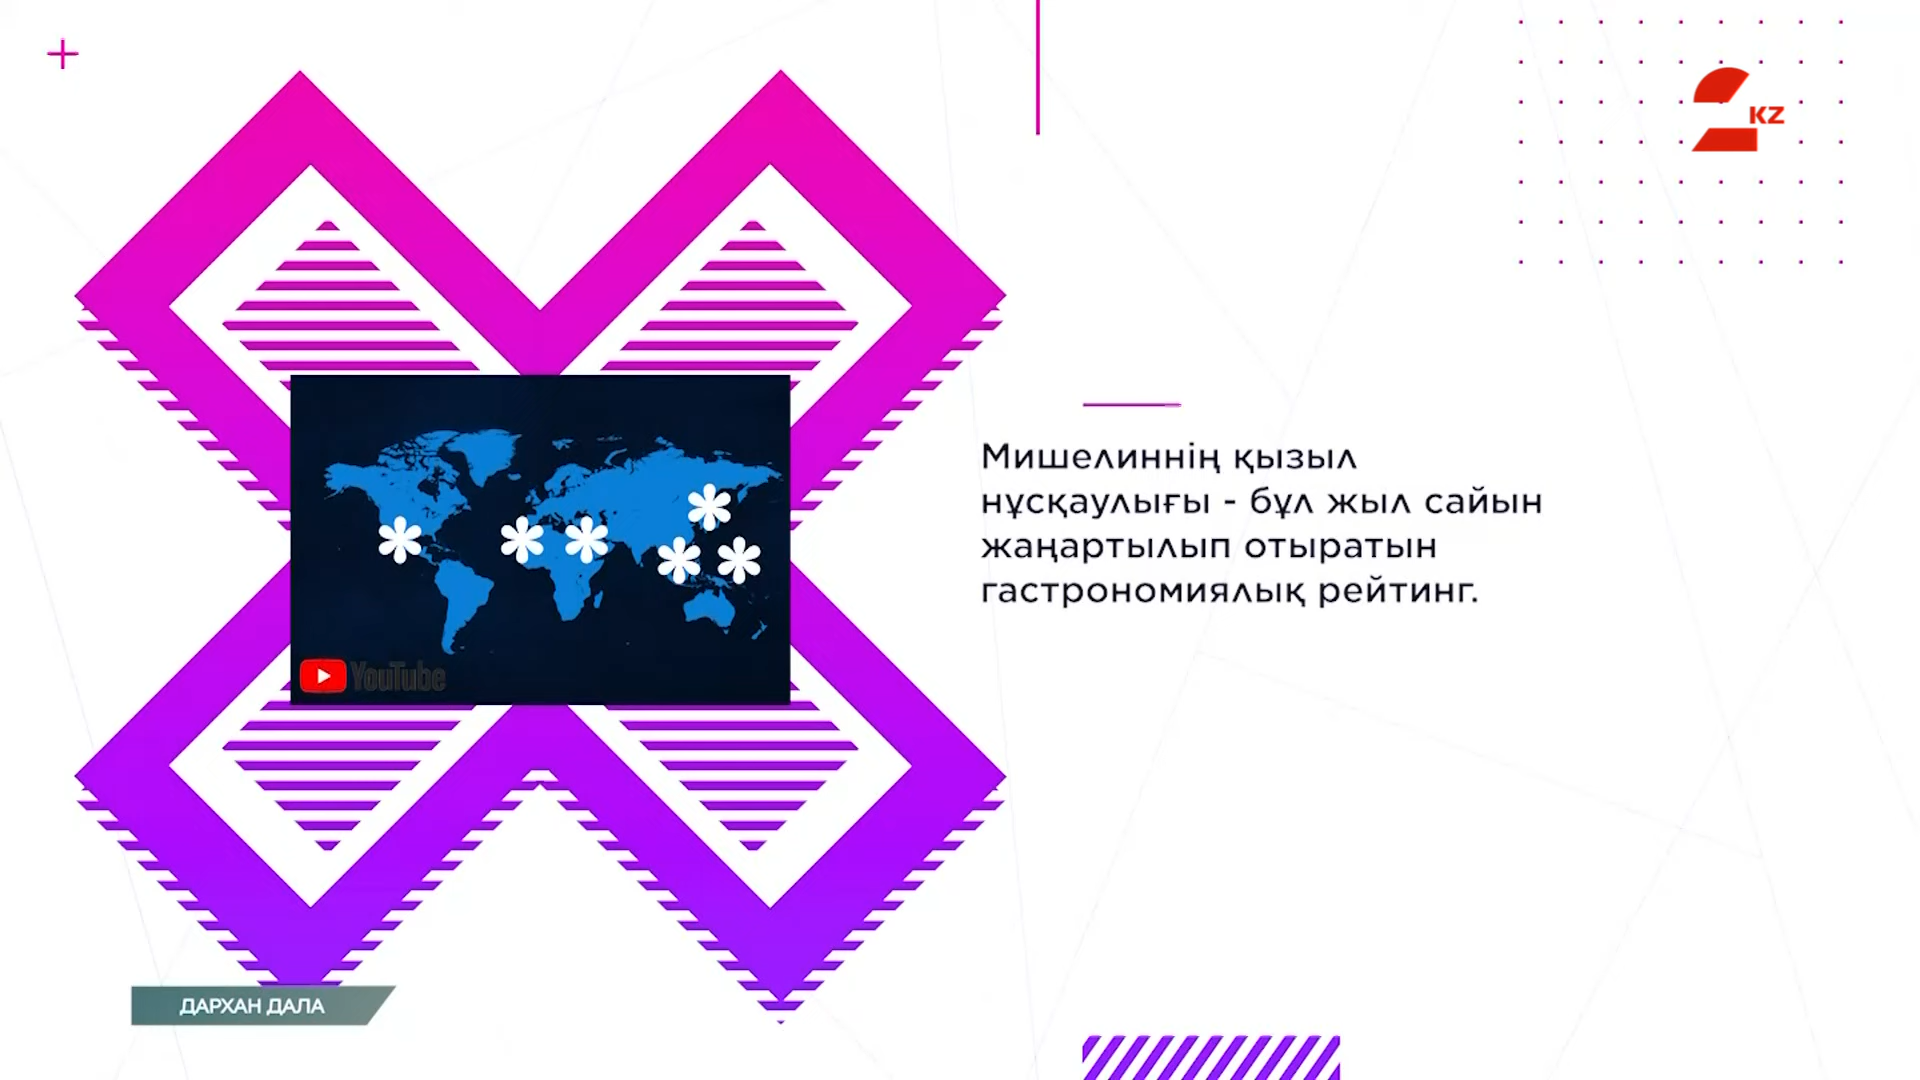 KZ
Мишелиннің қызыл
нұсқаулығы - бұл жыл сайын
жаңартылып отыратын
гастрономиялық рейтинг.
YouTube
ДАРХАН ДАЛА